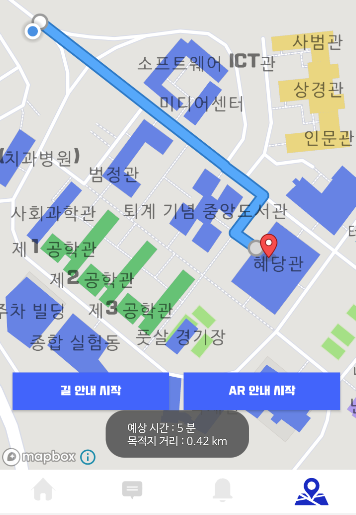 사범관
소프트웨어 ICT관
상경관
미디어센터
인문관
(치과병원)
범정관
사회과학관
퇴계 기념 중앙도서관
제1 공학관
혜당관
제2 공학관
제3 공학관
주차 빌딩
종합 실험동
풋살 경기장
길 안내 시작
AR 안내 시작
예상 시간 : 5 분
목적지 거리 : 0.42 km
mapbox